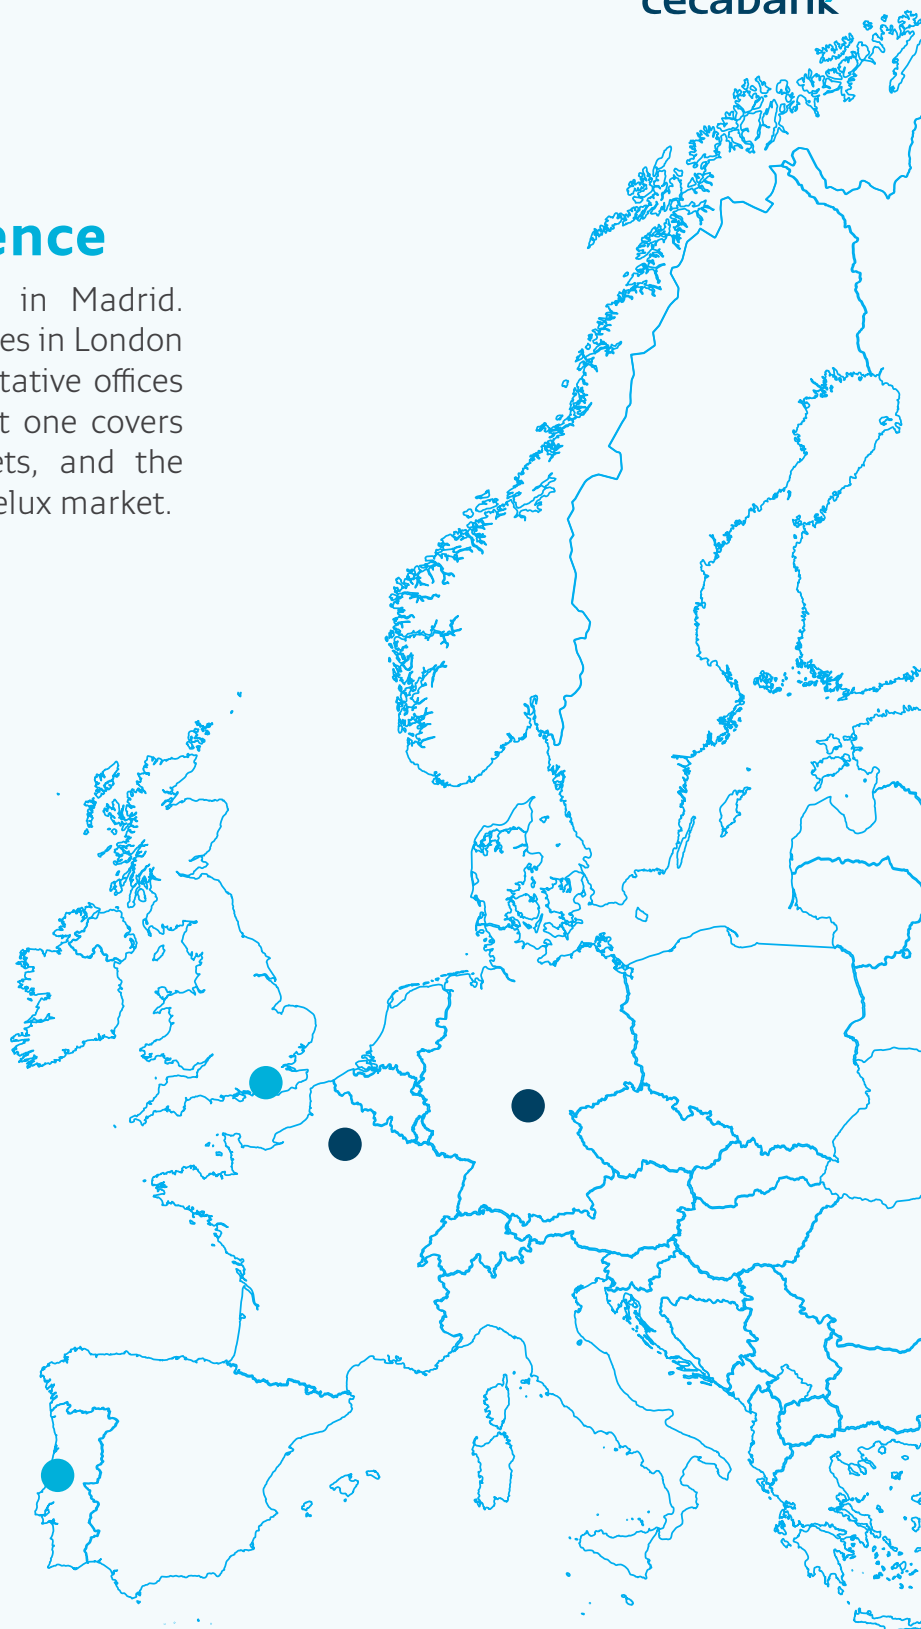 cecabank
ence
in Madrid.
es in London
tative offices
t one covers
ets, and the
elux market.